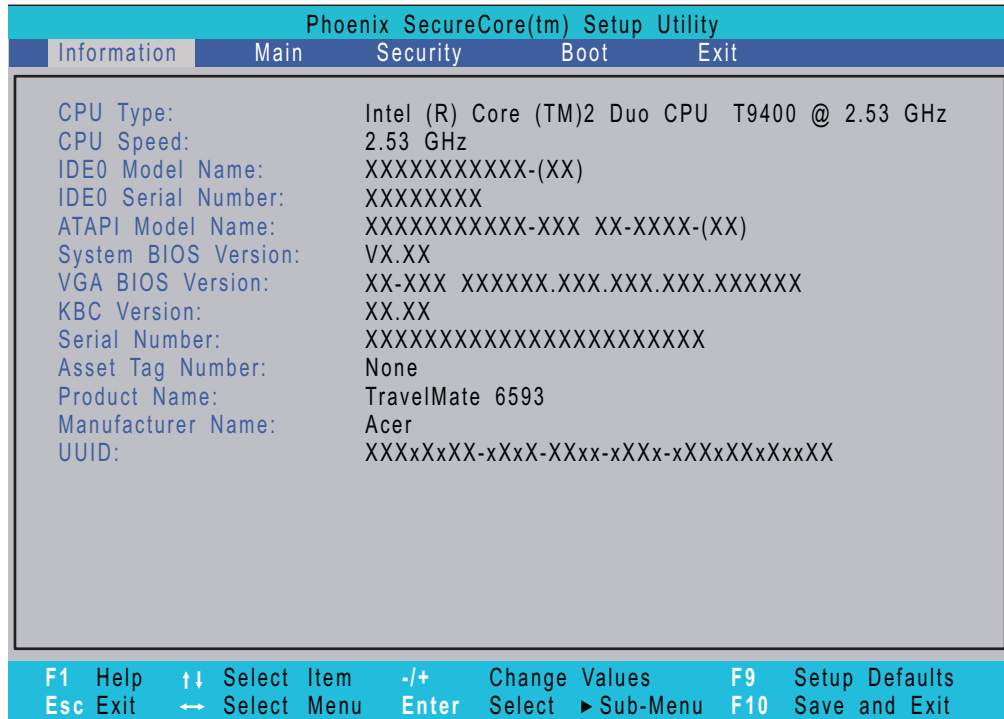 Phoenix SecureCore(tm) Setup Utility
Information Main Security Boot Exit
CPU Type: Intel (R) Core (TM)2 Duo CPU T9400 @ 2.53 GHz
CPU Speed: 2.53 GHz
IDE0 Model Name: XXXXXXXXXXX-(XX)
IDE0 Serial Number: XXXXXXXX
ATAPI Model Name: XXXXXXXXXXX-XXX XX-XXXX-(XX)
System BIOS Version: VX.XX
VGA BIOS Version: XX-XXX XXXXXX.XXX.XXX.XXX.XXXXXX
KBC Version: XX.XX
Serial Number: XXXXXXXXXXXXXXXXXXXXXXX
Asset Tag Number: None
Product Name: TravelMate 6593
Manufacturer Name: Acer
UUID: XXXxXxXX-xXxX-XXxx-xXXx-xXXxXXxXxxXX
F1 Help ↑↓ Select Item -/+ Change Values F9 Setup Defaults
Esc Exit ↔ Select Menu Enter Select ▶ Sub-Menu F10 Save and Exit